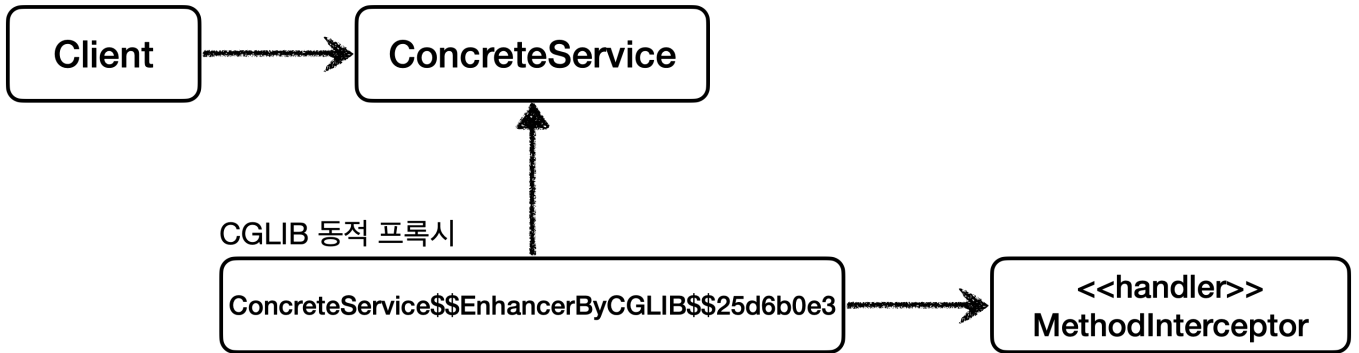 Client
ConcreteService
CGLIB 동적 프록시
ConcreteService$$EnhancerByCGLIB$$25d6b0e3
<<handler>>
MethodInterceptor